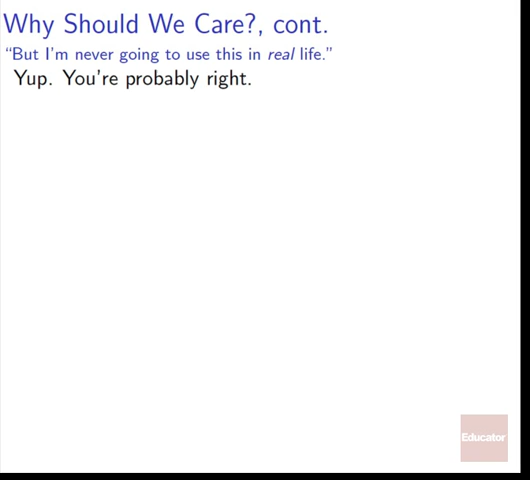 Why Should We Care?, cont.
“But I’m never going to use this in real life.”
Yup. You’re probably right.
Educator